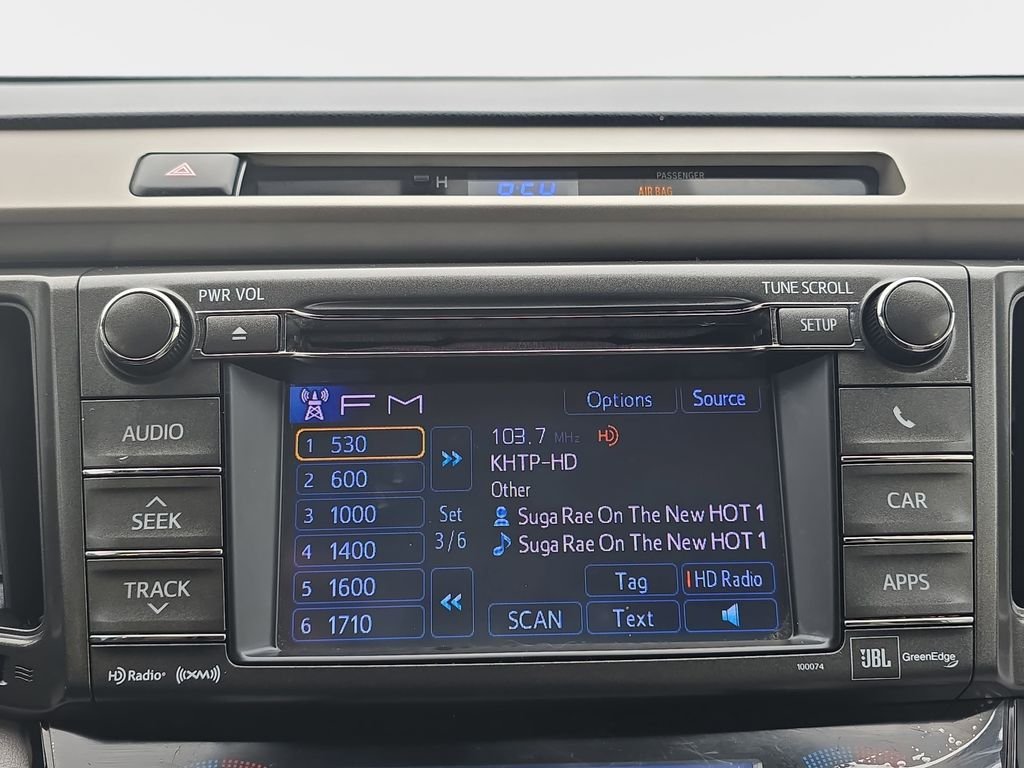 H
PASSENGER
AIR BAG
PWR VOL
TUNE SCROLL
SETUP
FM
Options
Source
AUDIO
SEEK
TRACK
1 530
2 600
3 1000
4 1400
5 1600
6 1710
Set
3/6
103.7 MHz HD
KHTP-HD
Other
Suga Rae On The New HOT 1
Suga Rae On The New HOT 1
Tag
HD Radio
SCAN
Text
CAR
APPS
HD Radio®
((XM))
100074
JBL
GreenEdge